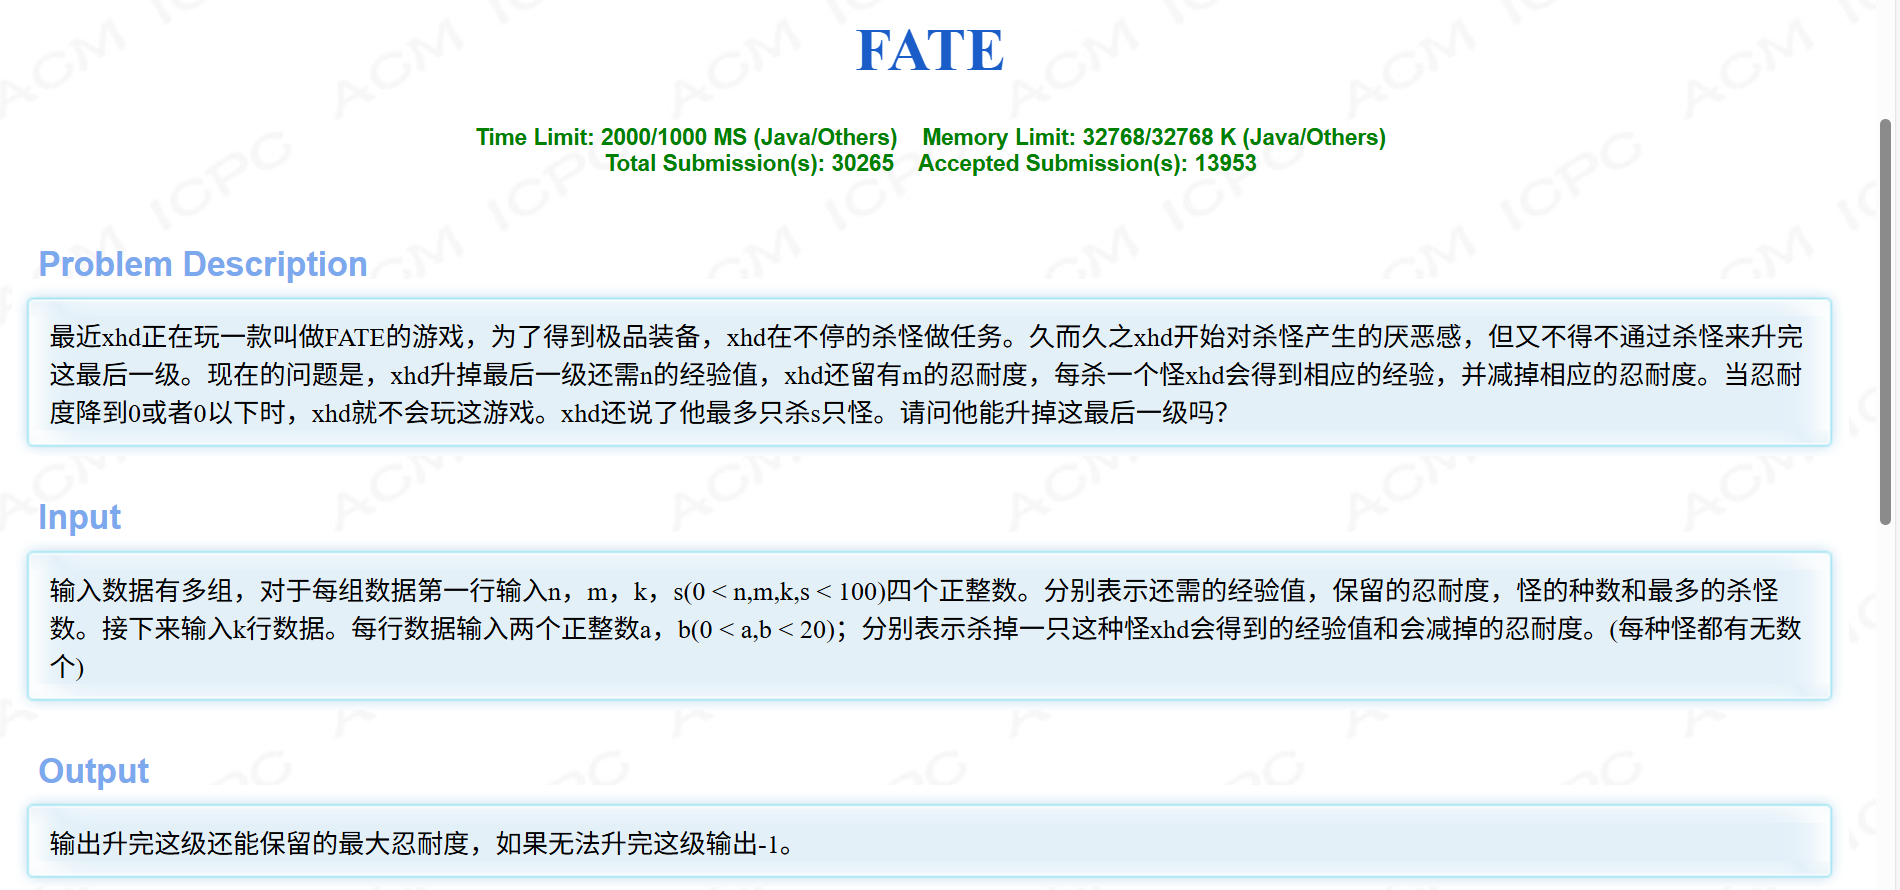 FATE
Time Limit: 2000/1000 MS (Java/Others)    Memory Limit: 32768/32768 K (Java/Others)
Total Submission(s): 30265    Accepted Submission(s): 13953
Problem Description
最近xhd正在玩一款叫做FATE的游戏，为了得到极品装备，xhd在不停的杀怪做任务。久而久之xhd开始对杀怪产生的厌恶感，但又不得不通过杀怪来升完
这最后一级。现在的问题是，xhd升掉最后一级还需n的经验值，xhd还留有m的忍耐度，每杀一个怪xhd会得到相应的经验，并减掉相应的忍耐度。当忍耐
度降到0或者0以下时，xhd就不会玩这游戏。xhd还说了他最多只杀s只怪。请问他能升掉这最后一级吗？
Input
输入数据有多组，对于每组数据第一行输入n，m，k，s(0 < n,m,k,s < 100)四个正整数。分别表示还需的经验值，保留的忍耐度，怪的种数和最多的杀怪
数。接下来输入k行数据。每行数据输入两个正整数a，b(0 < a,b < 20)；分别表示杀掉一只这种怪xhd会得到的经验值和会减掉的忍耐度。(每种怪都有无数
个)
Output
输出升完这级还能保留的最大忍耐度，如果无法升完这级输出-1。